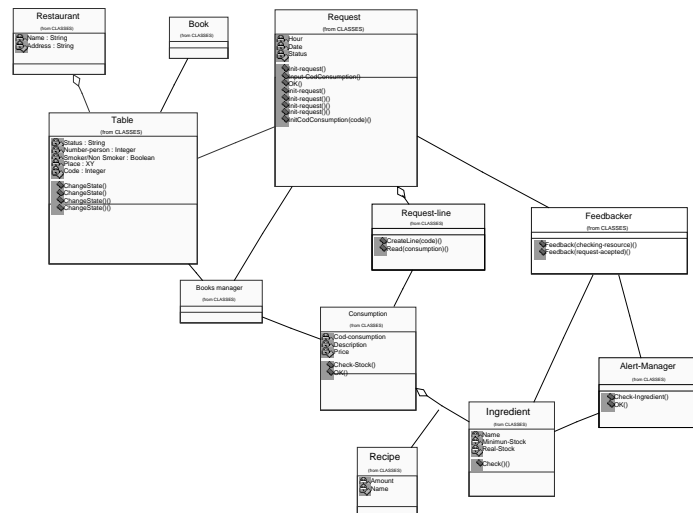 Restaurant
(from CLASSES)
Name : String
Address : String
Book
(from CLASSES)
Request
(from CLASSES)
Hour
Date
Status
init-request()
Input-CodConsumption()
OK()
init-request()
init-request()()
init-request()()
init-request()()
initCodConsumption(code)()
Table
(from CLASSES)
Status : String
Number-person : Integer
Smoker/Non Smoker : Boolean
Place : XY
Code : Integer
ChangeState()
ChangeState()
ChangeState()()
ChangeState()()
Request-line
(from CLASSES)
CreateLine(code)()
Read(consumption)()
Feedbacker
(from CLASSES)
Feedback(checking-resource)()
Feedback(request-acepted)()
Books manager
(from CLASSES)
Consumption
(from CLASSES)
Cod-consumption
Description
Price
Check-Stock()
OK()
Alert-Manager
(from CLASSES)
Check-Ingredient()
OK()
Ingredient
(from CLASSES)
Name
Minimun-Stock
Real-Stock
Check()()
Recipe
(from CLASSES)
Amount
Name